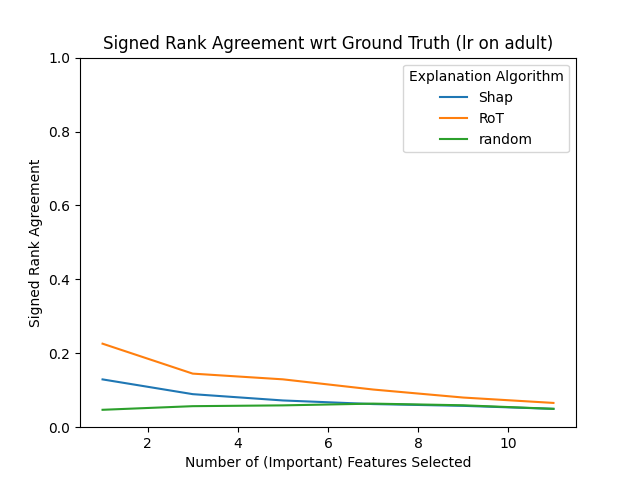 Signed Rank Agreement wrt Ground Truth (lr on adult)
Explanation Algorithm
Shap
RoT
random
Signed Rank Agreement
1.0
0.8
0.6
0.4
0.2
0.0
2 4 6 8 10
Number of (Important) Features Selected